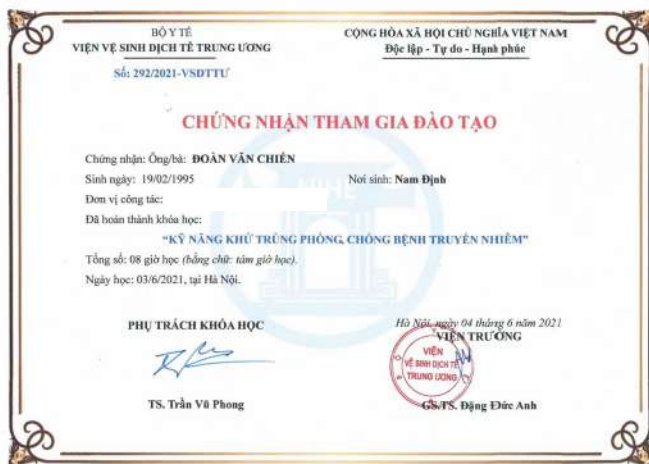 BỘ Y TẾ
VIỆN VỆ SINH DỊCH TỄ TRUNG ƯƠNG
CỘNG HÒA XÃ HỘI CHỦ NGHĨA VIỆT NAM
Độc lập - Tự do - Hạnh phúc
Số: 292/2021-VSDTTƯ
CHỨNG NHẬN THAM GIA ĐÀO TẠO
Chứng nhận: Ông/bà: ĐOÀN VĂN CHIẾN
Sinh ngày: 19/02/1995 Nơi sinh: Nam Định
Đơn vị công tác:
Đã hoàn thành khóa học:
“KỸ NĂNG KHỬ TRÙNG PHÒNG, CHỐNG BỆNH TRUYỀN NHIỄM”
Tổng số: 08 giờ học (bằng chữ: tám giờ học).
Ngày học: 03/6/2021, tại Hà Nội.
Hà Nội, ngày 04 tháng 6 năm 2021
PHỤ TRÁCH KHÓA HỌC
VIỆN TRƯỞNG
VIỆN
VỆ SINH DỊCH TỄ
TRUNG ƯƠNG
TS. Trần Vũ Phong
GS.TS. Đặng Đức Anh
NIHE